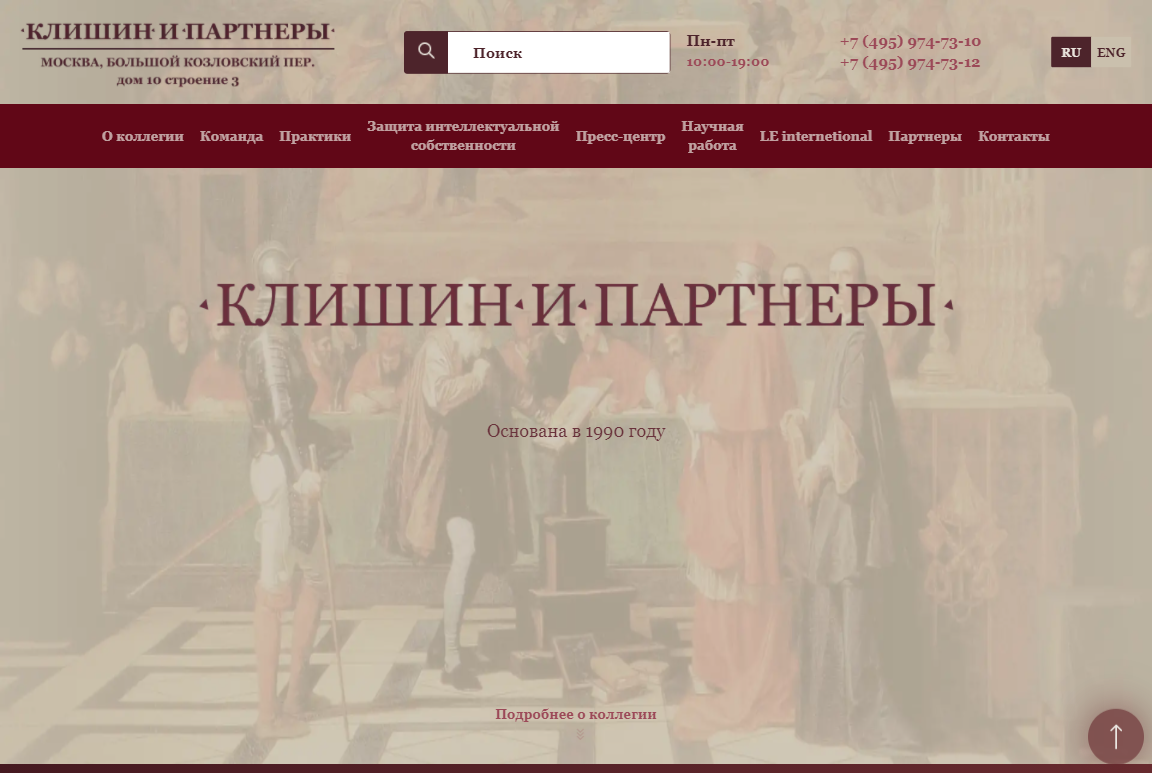 ·КЛИШИН·И·ПАРТНЕРЫ·
МОСКВА, БОЛЬШОЙ КОЗЛОВСКИЙ ПЕР.
дом 10 строение 3
Поиск
Пн-пт
10:00-19:00
+7 (495) 974-73-10
+7 (495) 974-73-12
RU ENG
О коллегии
Команда
Практики
Защита интеллектуальной
собственности
Пресс-центр
Научная
работа
LE internetional
Партнеры
Контакты
·КЛИШИН·И·ПАРТНЕРЫ·
Основана в 1990 году
Подробнее о коллегии